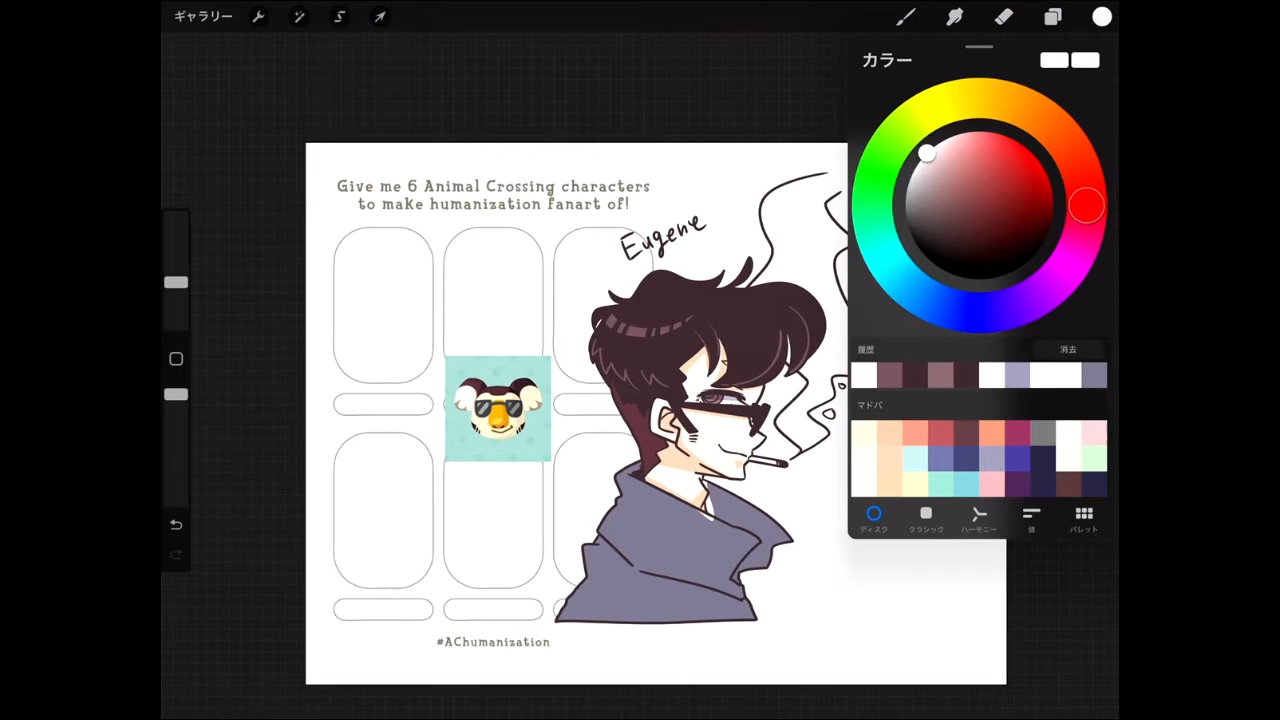 ギャラリー
カラー
Give me 6 Animal Crossing characters
to make humanization fanart of!
Eugene
履歴
消去
マドパ
ディスク
クラシック
ハーモニー
値
パレット
#AChumanization